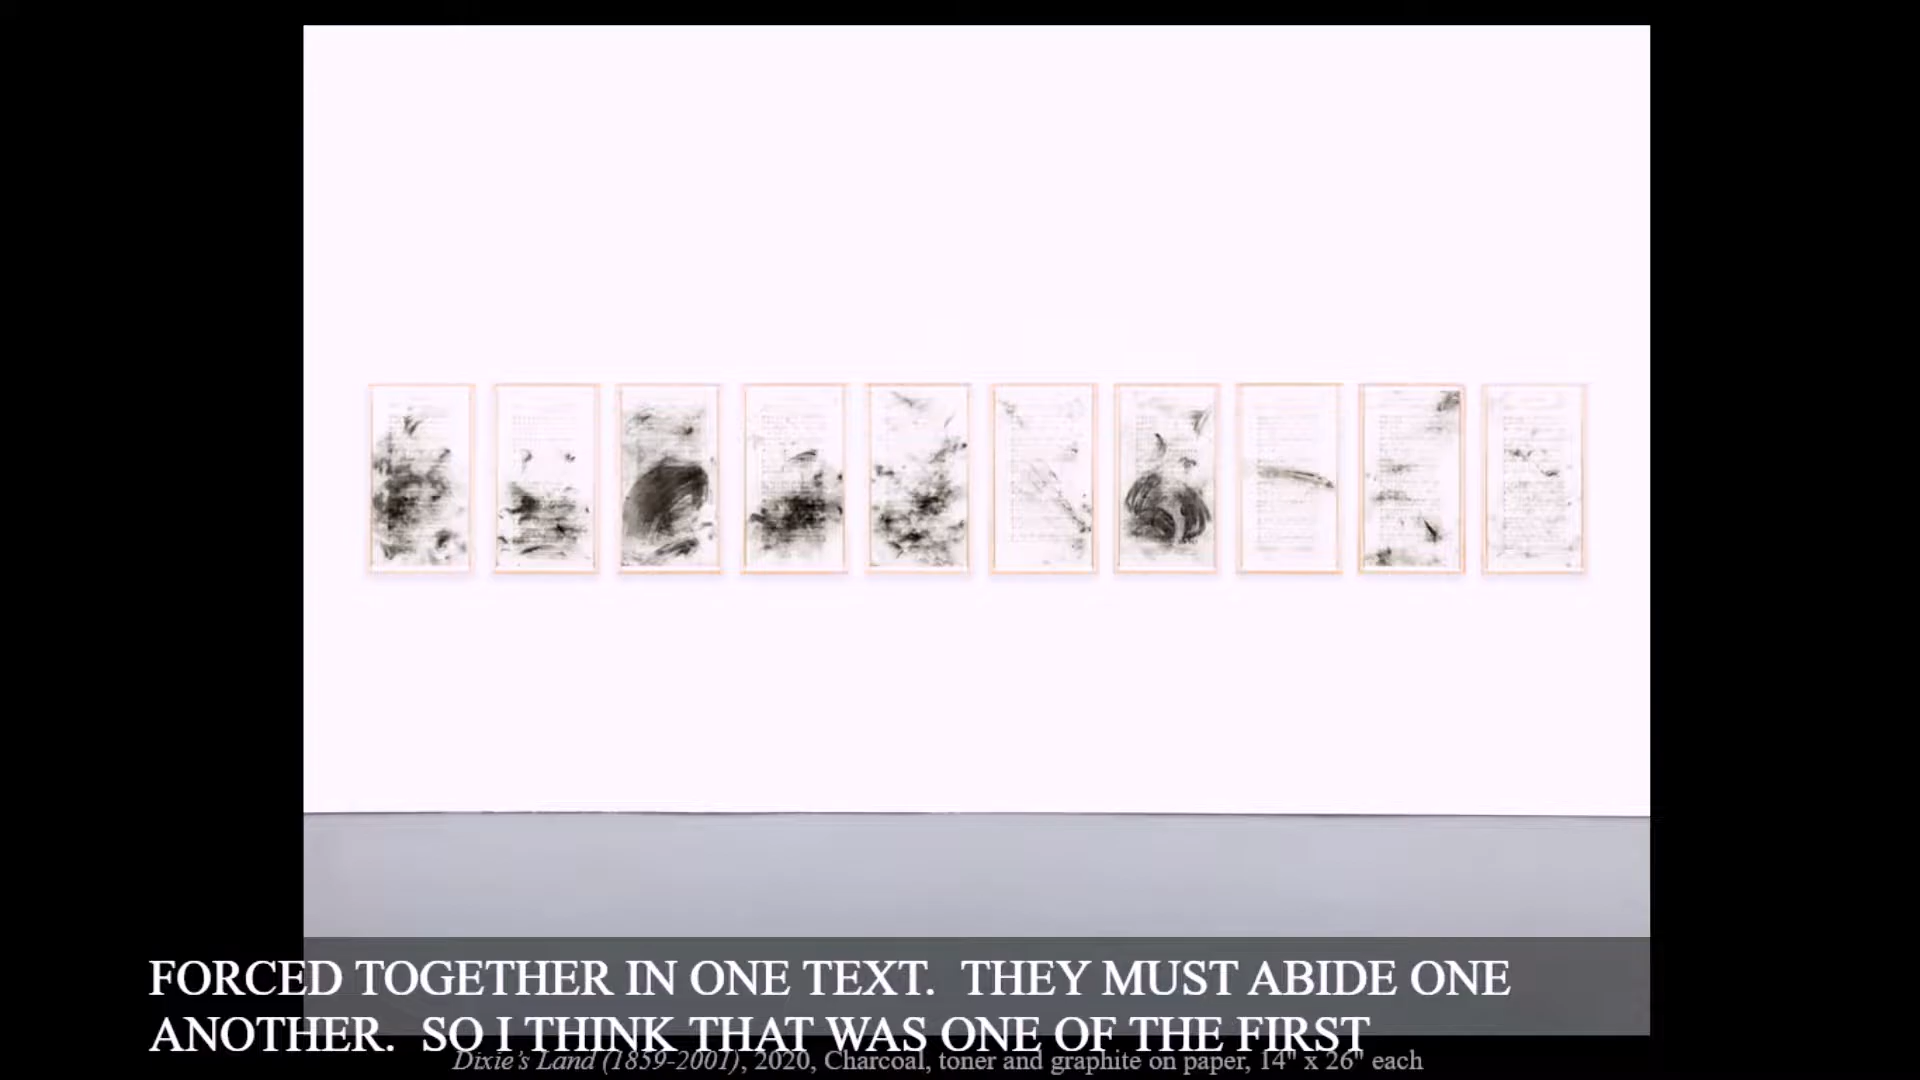 FORCED TOGETHER IN ONE TEXT.  THEY MUST ABIDE ONE
ANOTHER.  SO I THINK THAT WAS ONE OF THE FIRST
Dixie's Land (1859-2001), 2020, Charcoal, toner and graphite on paper, 14" x 26" each